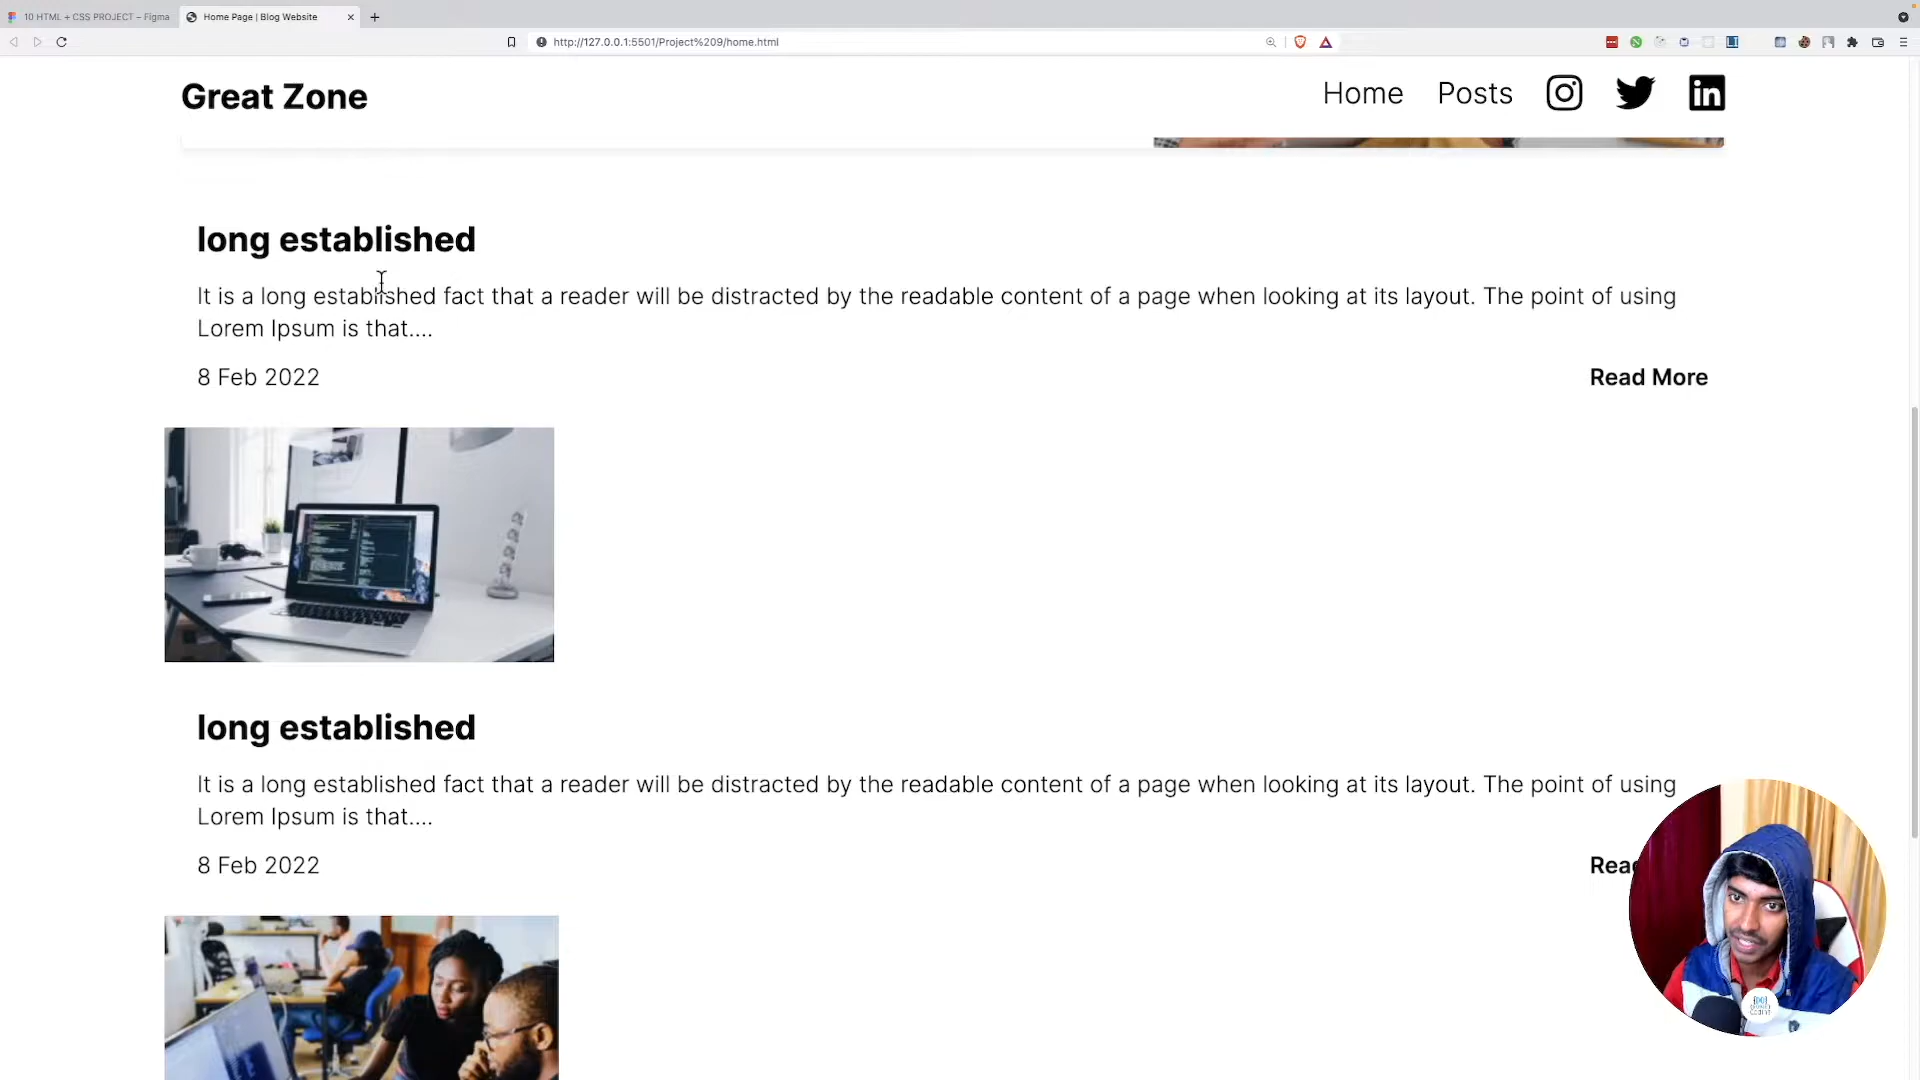 10 HTML + CSS PROJECT – Figma
Home Page | Blog Website
http://127.0.0.1:5501/Project%209/home.html
Great Zone
Home
Posts
long established
It is a long established fact that a reader will be distracted by the readable content of a page when looking at its layout. The point of using
Lorem Ipsum is that....
8 Feb 2022
Read More
long established
It is a long established fact that a reader will be distracted by the readable content of a page when looking at its layout. The point of using
Lorem Ipsum is that....
8 Feb 2022